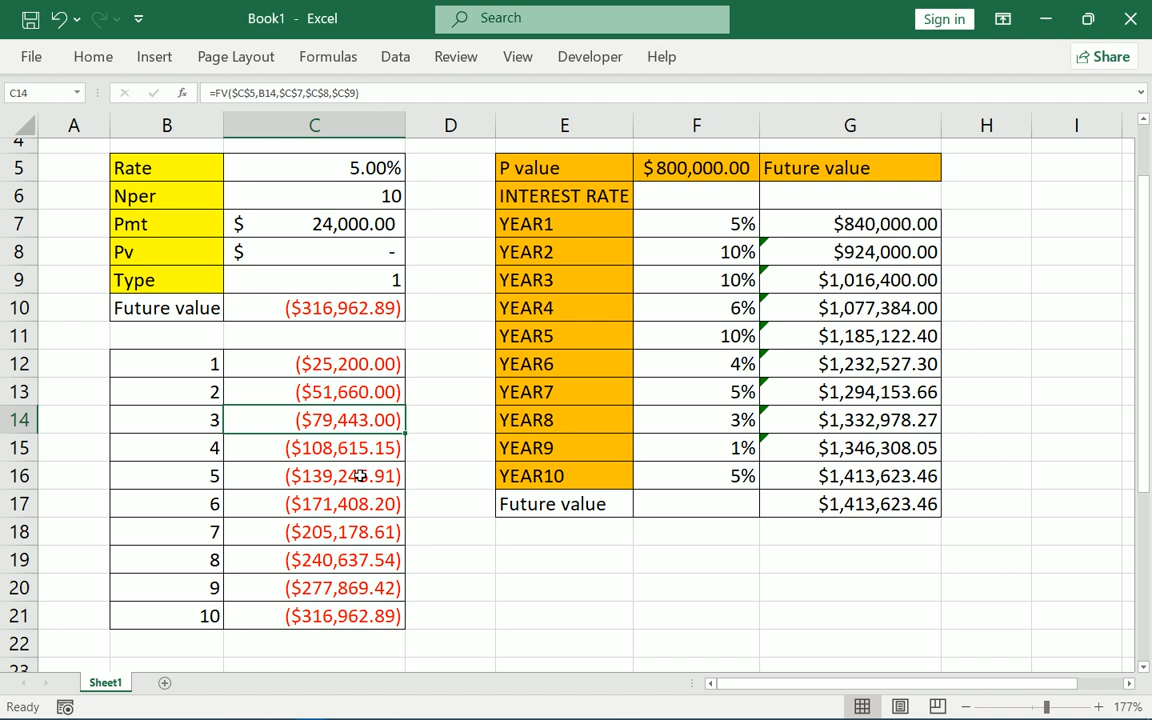 Book1 - Excel
Search
Sign in
File Home Insert Page Layout Formulas Data Review View Developer Help Share
C14 fx =FV($C$5,B14,$C$7,$C$8,$C$9)
A B C D E F G H I
4
5 Rate 5.00% P value $800,000.00 Future value
6 Nper 10 INTEREST RATE
7 Pmt $ 24,000.00 YEAR1 5% $840,000.00
8 Pv $ - YEAR2 10% $924,000.00
9 Type 1 YEAR3 10% $1,016,400.00
10 Future value ($316,962.89) YEAR4 6% $1,077,384.00
11 YEAR5 10% $1,185,122.40
12 1 ($25,200.00) YEAR6 4% $1,232,527.30
13 2 ($51,660.00) YEAR7 5% $1,294,153.66
14 3 ($79,443.00) YEAR8 3% $1,332,978.27
15 4 ($108,615.15) YEAR9 1% $1,346,308.05
16 5 YEAR10 5% $1,413,623.46
17 6 ($171,408.20) Future value $1,413,623.46
18 7 ($205,178.61)
19 8 ($240,637.54)
20 9 ($277,869.42)
21 10 ($316,962.89)
22
23
Sheet1
Ready 177%